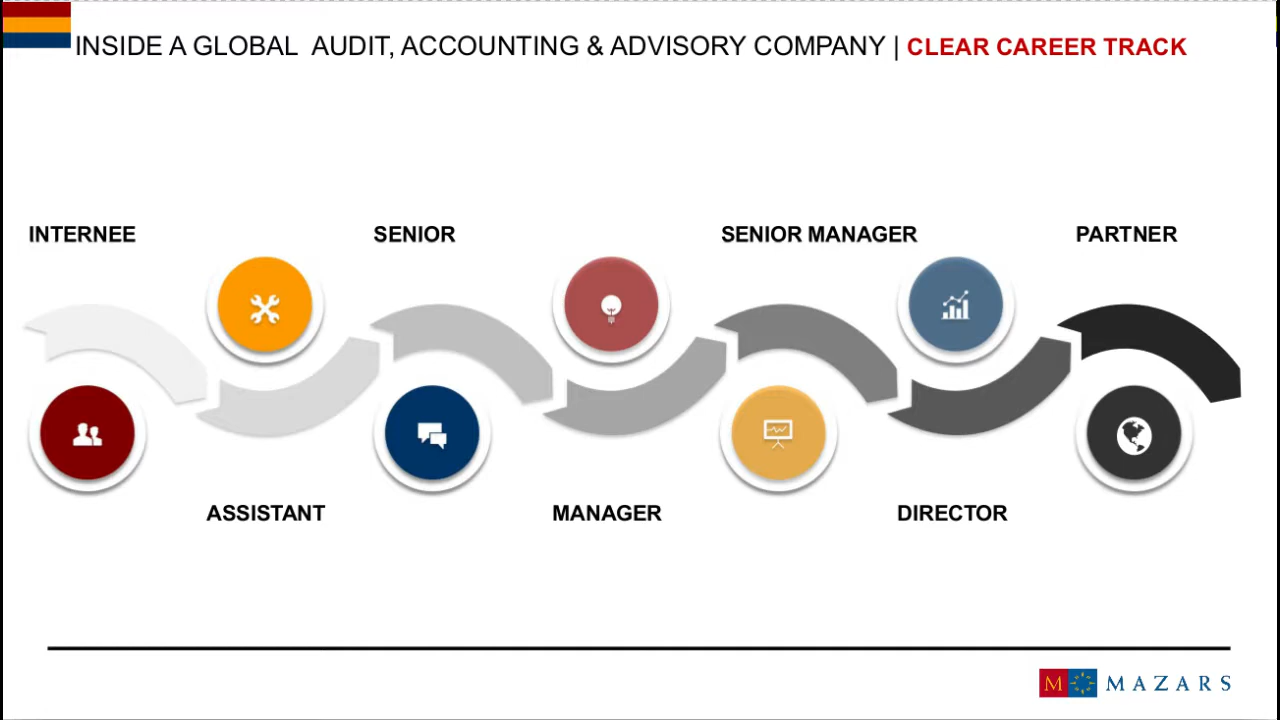 INSIDE A GLOBAL AUDIT, ACCOUNTING & ADVISORY COMPANY | CLEAR CAREER TRACK
INTERNEE
SENIOR
SENIOR MANAGER
PARTNER
ASSISTANT
MANAGER
DIRECTOR
M MAZARS